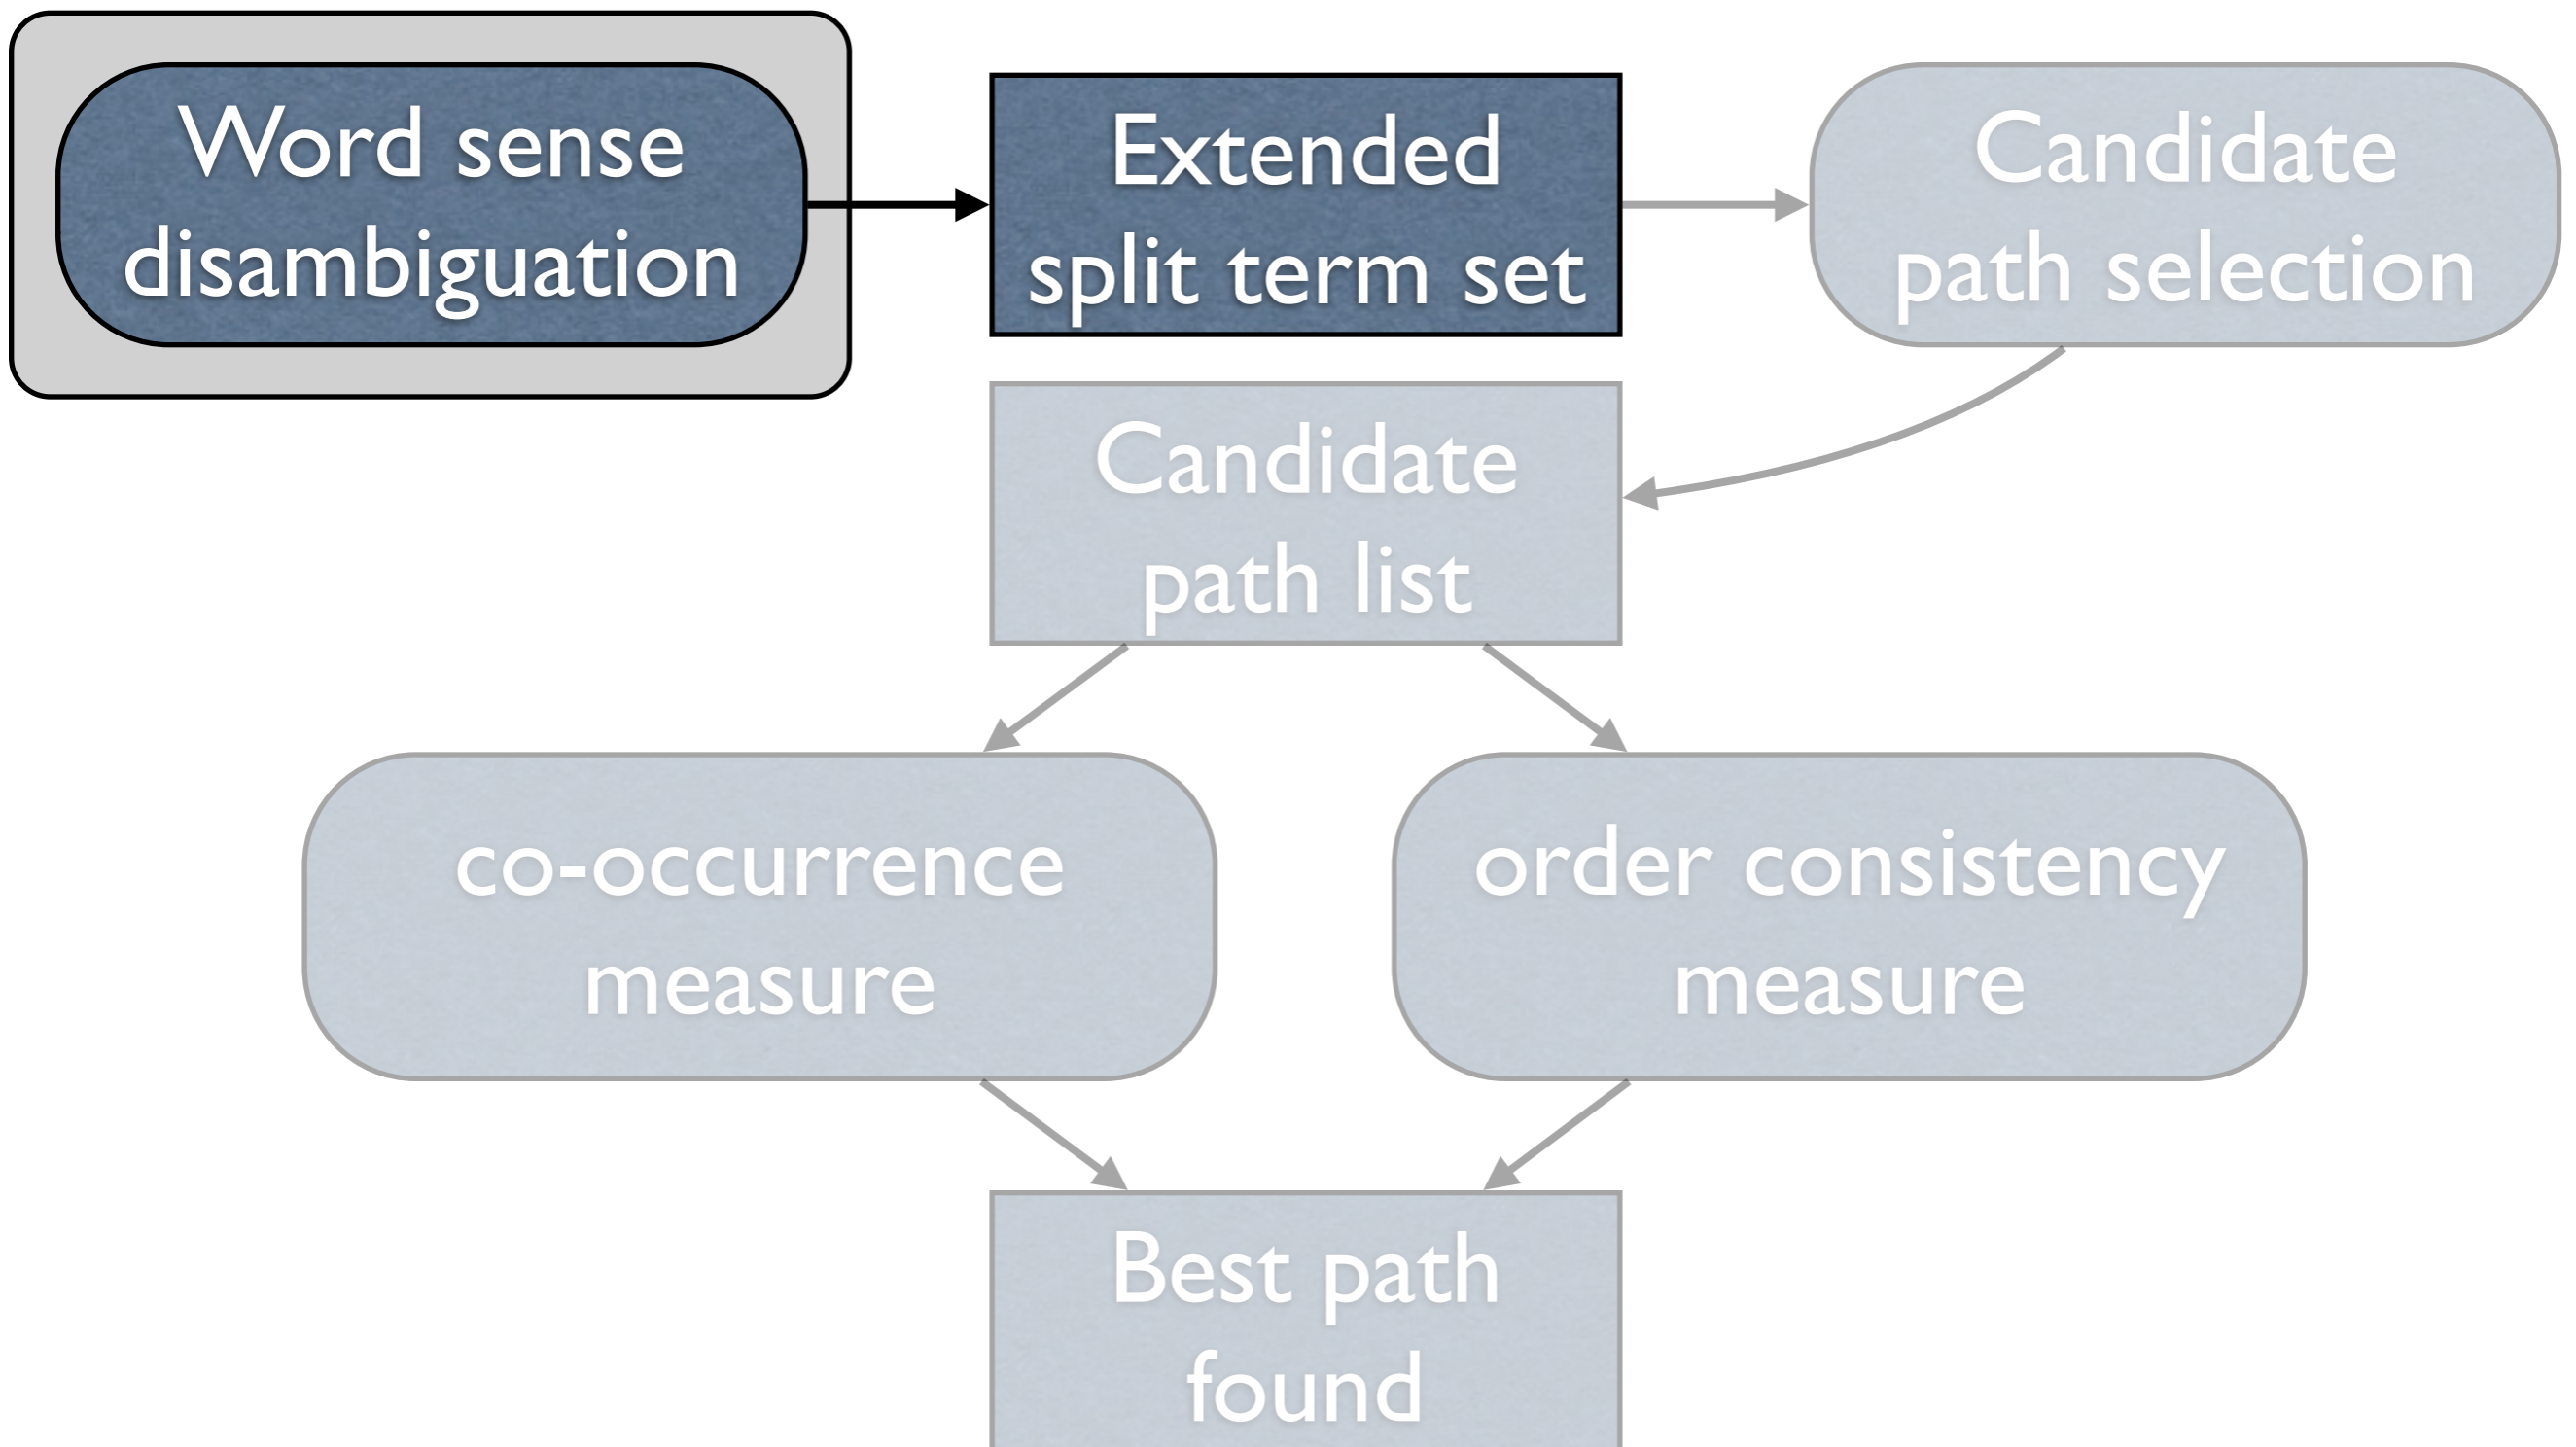 Word sense
disambiguation
Extended
split term set
Candidate
path selection
Candidate
path list
co-occurrence
measure
order consistency
measure
Best path
found